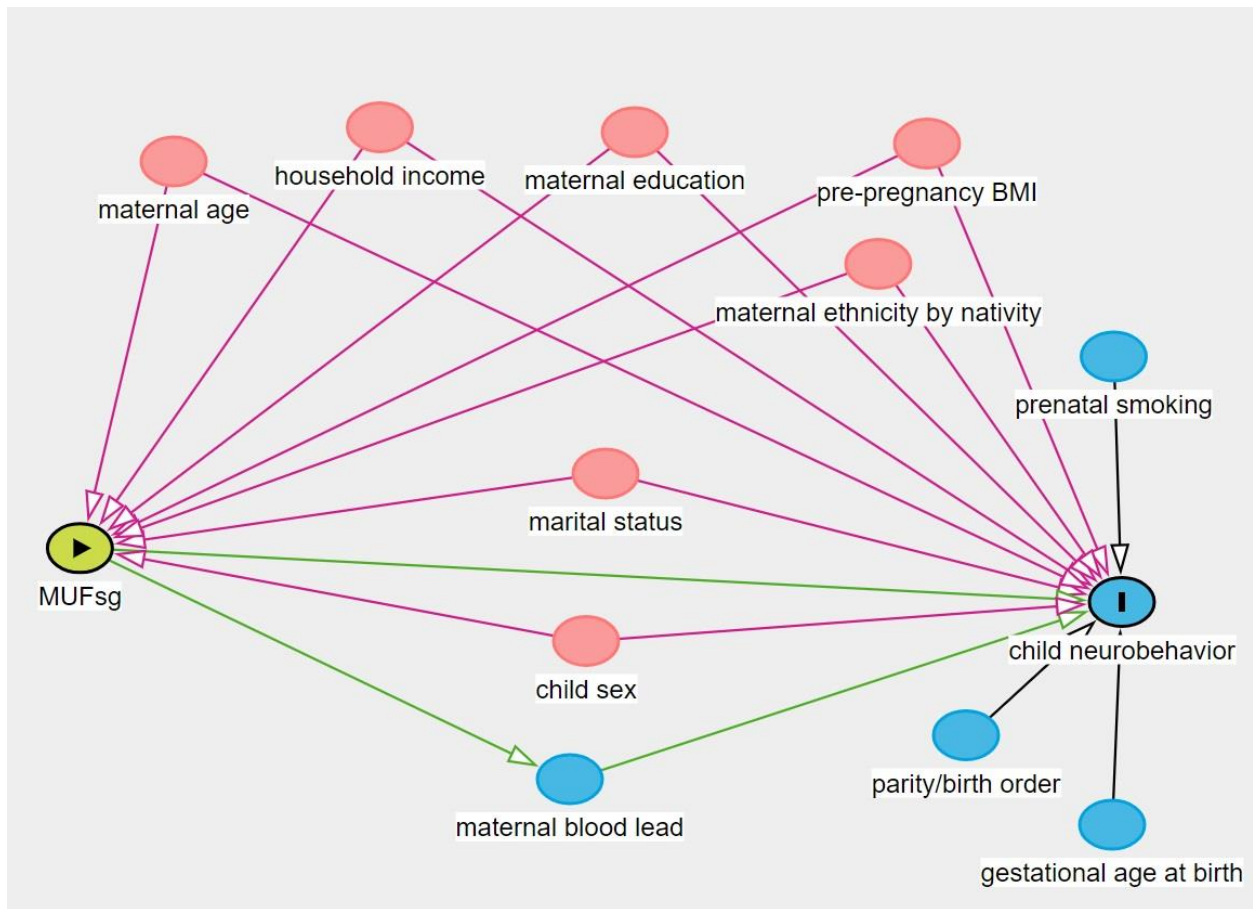 household income
maternal education
pre-pregnancy BMI
maternal age
maternal ethnicity by nativity
prenatal smoking
marital status
MUFsg
child neurobehavior
child sex
parity/birth order
maternal blood lead
gestational age at birth